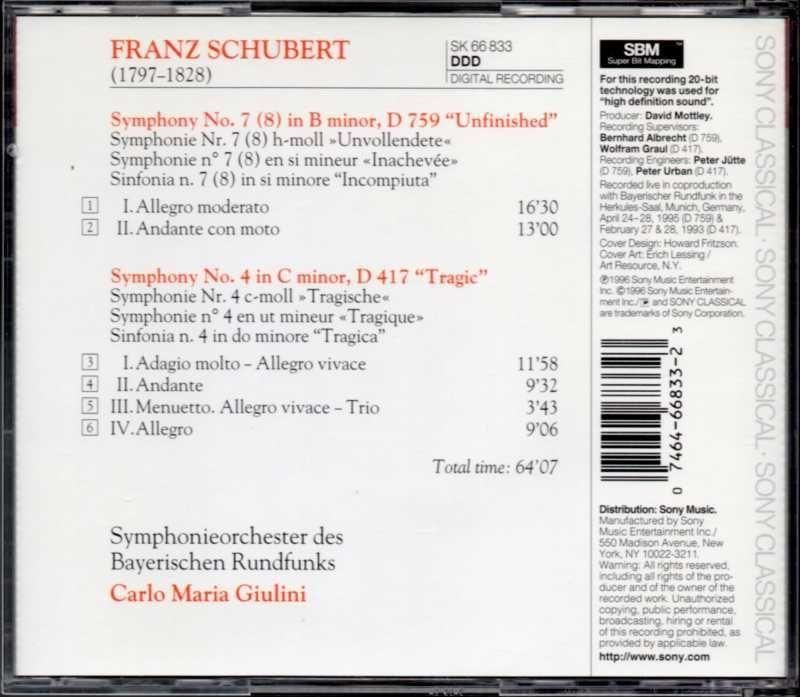 FRANZ SCHUBERT
(1797–1828)
SK 66 833
DDD
DIGITAL RECORDING
Symphony No. 7 (8) in B minor, D 759 “Unfinished”
Symphonie Nr. 7 (8) h-moll »Unvollendete«
Symphonie n° 7 (8) en si mineur «Inachevée»
Sinfonia n. 7 (8) in si minore “Incompiuta”
1 I. Allegro moderato 16'30
2 II. Andante con moto 13'00
Symphony No. 4 in C minor, D 417 “Tragic”
Symphonie Nr. 4 c-moll »Tragische«
Symphonie n° 4 en ut mineur «Tragique»
Sinfonia n. 4 in do minore “Tragica”
3 I. Adagio molto – Allegro vivace 11'58
4 II. Andante 9'32
5 III. Menuetto. Allegro vivace – Trio 3'43
6 IV. Allegro 9'06
Total time: 64'07
Symphonieorchester des
Bayerischen Rundfunks
Carlo Maria Giulini
SBM
Super Bit Mapping
For this recording 20-bit
technology was used for
“high definition sound”.
Producer: David Mottley.
Recording Supervisors:
Bernhard Albrecht (D 759),
Wolfram Graul (D 417).
Recording Engineers: Peter Jütte
(D 759), Peter Urban (D 417).
Recorded live in coproduction
with Bayerischer Rundfunk in the
Herkules-Saal, Munich, Germany,
April 24–28, 1995 (D 759) &
February 27 & 28, 1993 (D 417).
Cover Design: Howard Fritzson.
Cover Art: Erich Lessing /
Art Resource, N.Y.
℗1996 Sony Music Entertainment
Inc. ©1996 Sony Music Entertain-
ment Inc./ and SONY CLASSICAL
are trademarks of Sony Corporation.
0 7464-66833-2 3
Distribution: Sony Music.
Manufactured by Sony
Music Entertainment Inc./
550 Madison Avenue, New
York, NY 10022-3211.
Warning: All rights reserved,
including all rights of the pro-
ducer and of the owner of the
recorded work. Unauthorized
copying, public performance,
broadcasting, hiring or rental
of this recording prohibited, as
provided by applicable law.
http://www.sony.com
SONY CLASSICAL · SONY CLASSICAL · SONY CLASSICAL